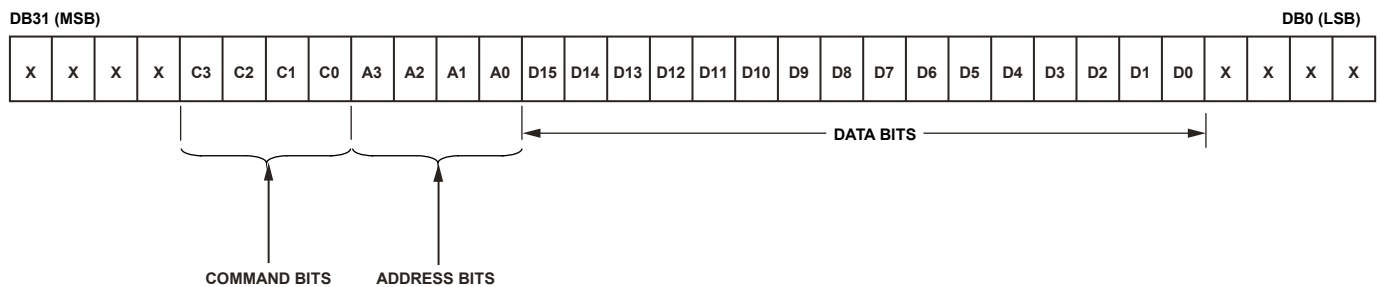 DB31 (MSB) DB0 (LSB)
X X X X C3 C2 C1 C0 A3 A2 A1 A0 D15 D14 D13 D12 D11 D10 D9 D8 D7 D6 D5 D4 D3 D2 D1 D0 X X X X
DATA BITS
COMMAND BITS ADDRESS BITS